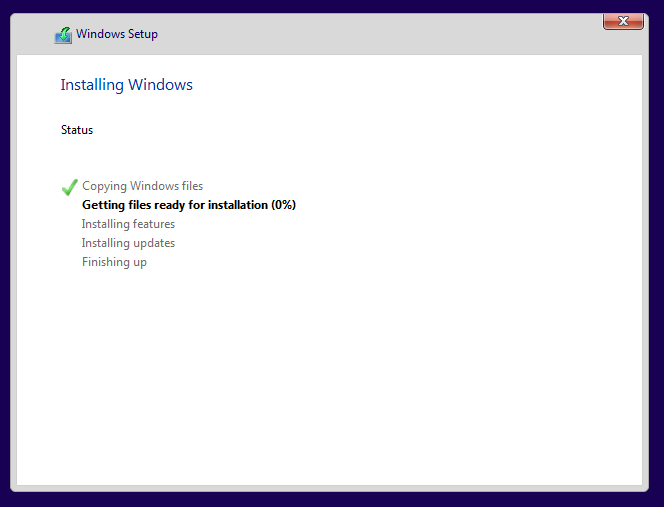 Windows Setup
Installing Windows
Status
Copying Windows files
Getting files ready for installation (0%)
Installing features
Installing updates
Finishing up